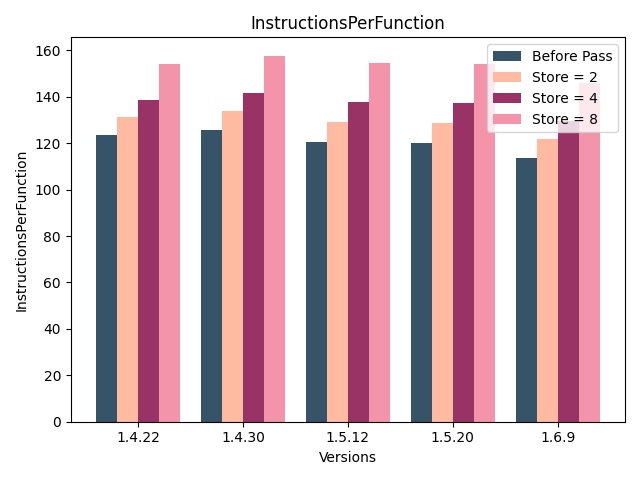 InstructionsPerFunction
Before Pass
Store = 2
Store = 4
Store = 8
InstructionsPerFunction
160
140
120
100
80
60
40
20
0
1.4.22
1.4.30
1.5.12
1.5.20
1.6.9
Versions